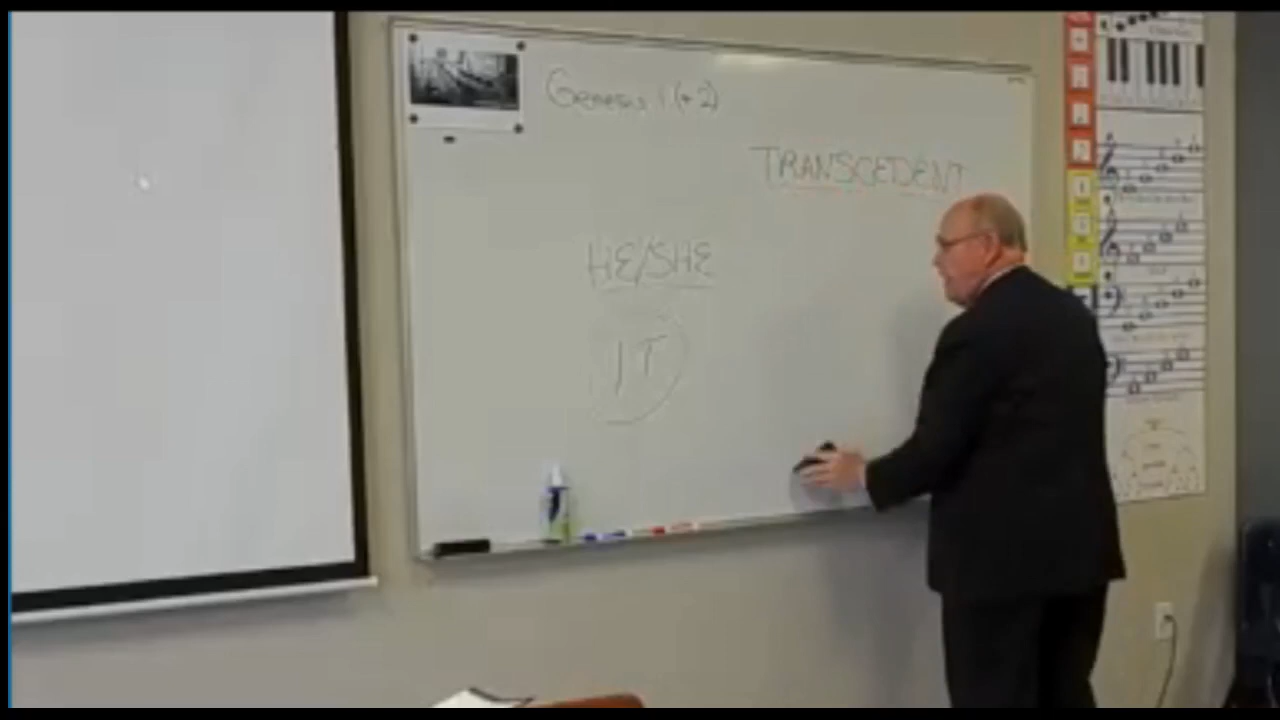 Genesis 1 (+ 2)
TRANSCEDENT
HE/SHE
IT